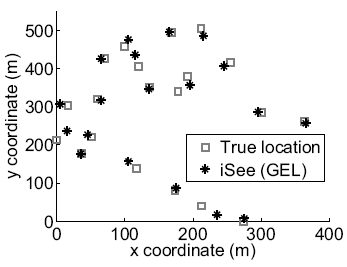 500
400
300
200
100
0
0 100 200 300 400
y coordinate (m)
x coordinate (m)
True location
iSee (GEL)